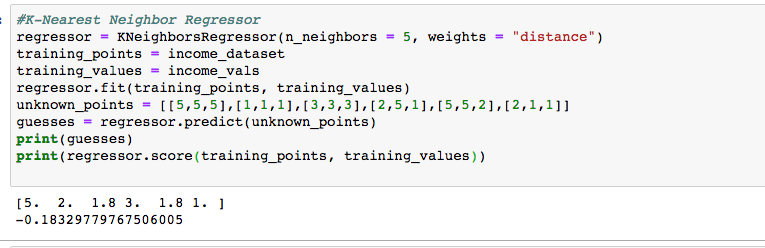 #K-Nearest Neighbor Regressor
regressor = KNeighborsRegressor(n_neighbors = 5, weights = "distance")
training_points = income_dataset
training_values = income_vals
regressor.fit(training_points, training_values)
unknown_points = [[5,5,5],[1,1,1],[3,3,3],[2,5,1],[5,5,2],[2,1,1]]
guesses = regressor.predict(unknown_points)
print(guesses)
print(regressor.score(training_points, training_values))
[5.  2.  1.8 3.  1.8 1. ]
-0.18329779767506005